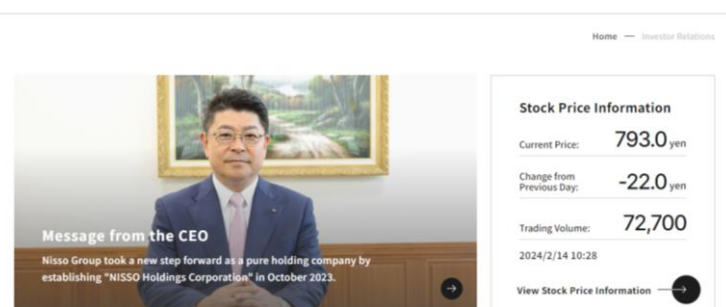 Home — Investor Relations
Message from the CEO
Nisso Group took a new step forward as a pure holding company by
establishing "NISSO Holdings Corporation" in October 2023.
Stock Price Information
Current Price: 793.0 yen
Change from
Previous Day: -22.0 yen
Trading Volume: 72,700
2024/2/14 10:28
View Stock Price Information